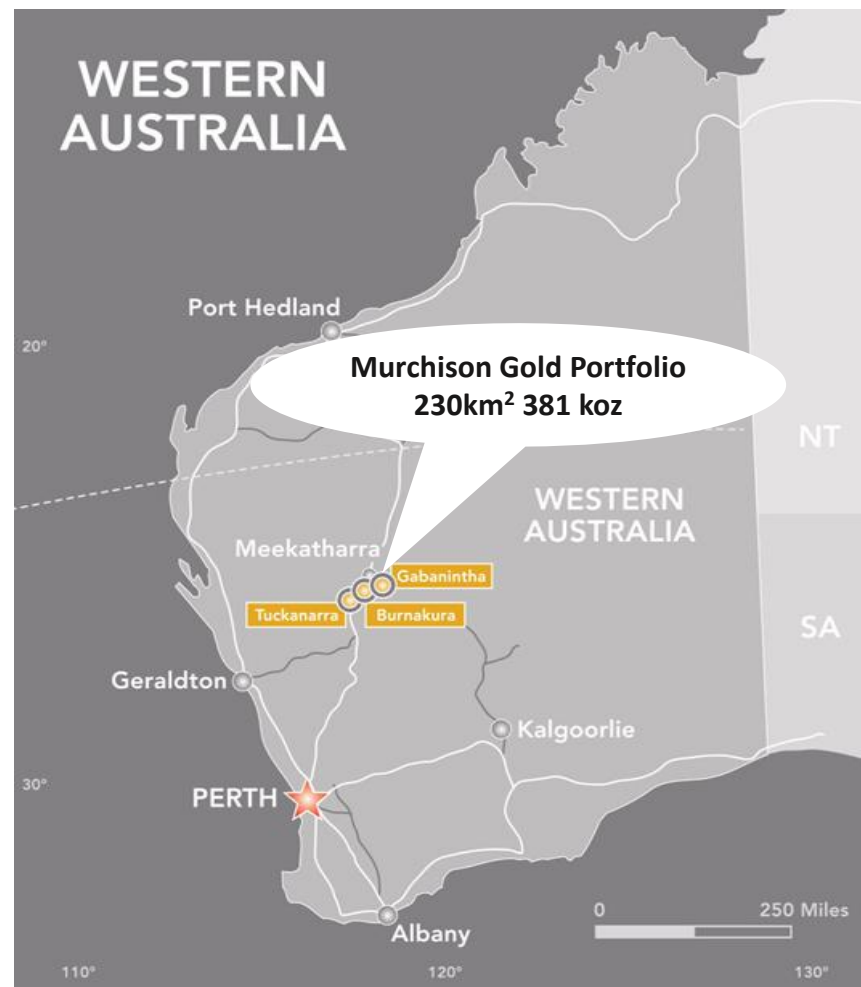 WESTERN
AUSTRALIA
Port Hedland
20°
Murchison Gold Portfolio
230km² 381 koz
NT
WESTERN
AUSTRALIA
Meekatharra
Gabanintha
Tuckanarra
Burnakura
SA
Geraldton
Kalgoorlie
30°
PERTH
0
250 Miles
Albany
110°
120°
130°